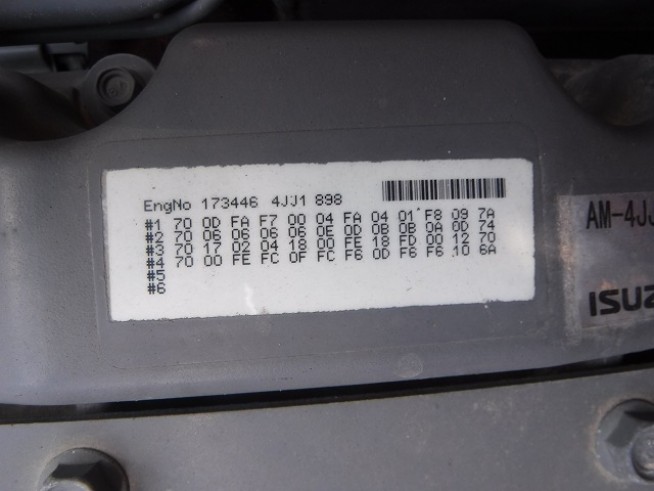 EngNo 173446 4JJ1 898
#1 70 0D FA F7 00 04 FA 04 01 F8 09 7A
#2 70 06 06 06 06 0E 0D 0B 0B 0A 0D 74
#3 70 17 02 04 18 00 FE 18 FD 00 12 70
#4 70 00 FE FC 0F FC F6 0D F6 F6 10 6A
#5
#6
AM-4JJ
ISUZ